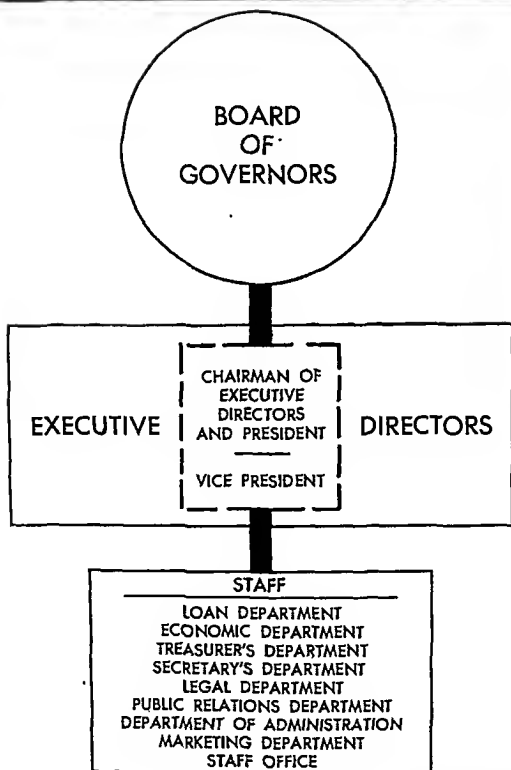 BOARD
OF
GOVERNORS
EXECUTIVE
CHAIRMAN OF
EXECUTIVE
DIRECTORS
AND PRESIDENT
VICE PRESIDENT
DIRECTORS
STAFF
LOAN DEPARTMENT
ECONOMIC DEPARTMENT
TREASURER'S DEPARTMENT
SECRETARY'S DEPARTMENT
LEGAL DEPARTMENT
PUBLIC RELATIONS DEPARTMENT
DEPARTMENT OF ADMINISTRATION
MARKETING DEPARTMENT
STAFF OFFICE